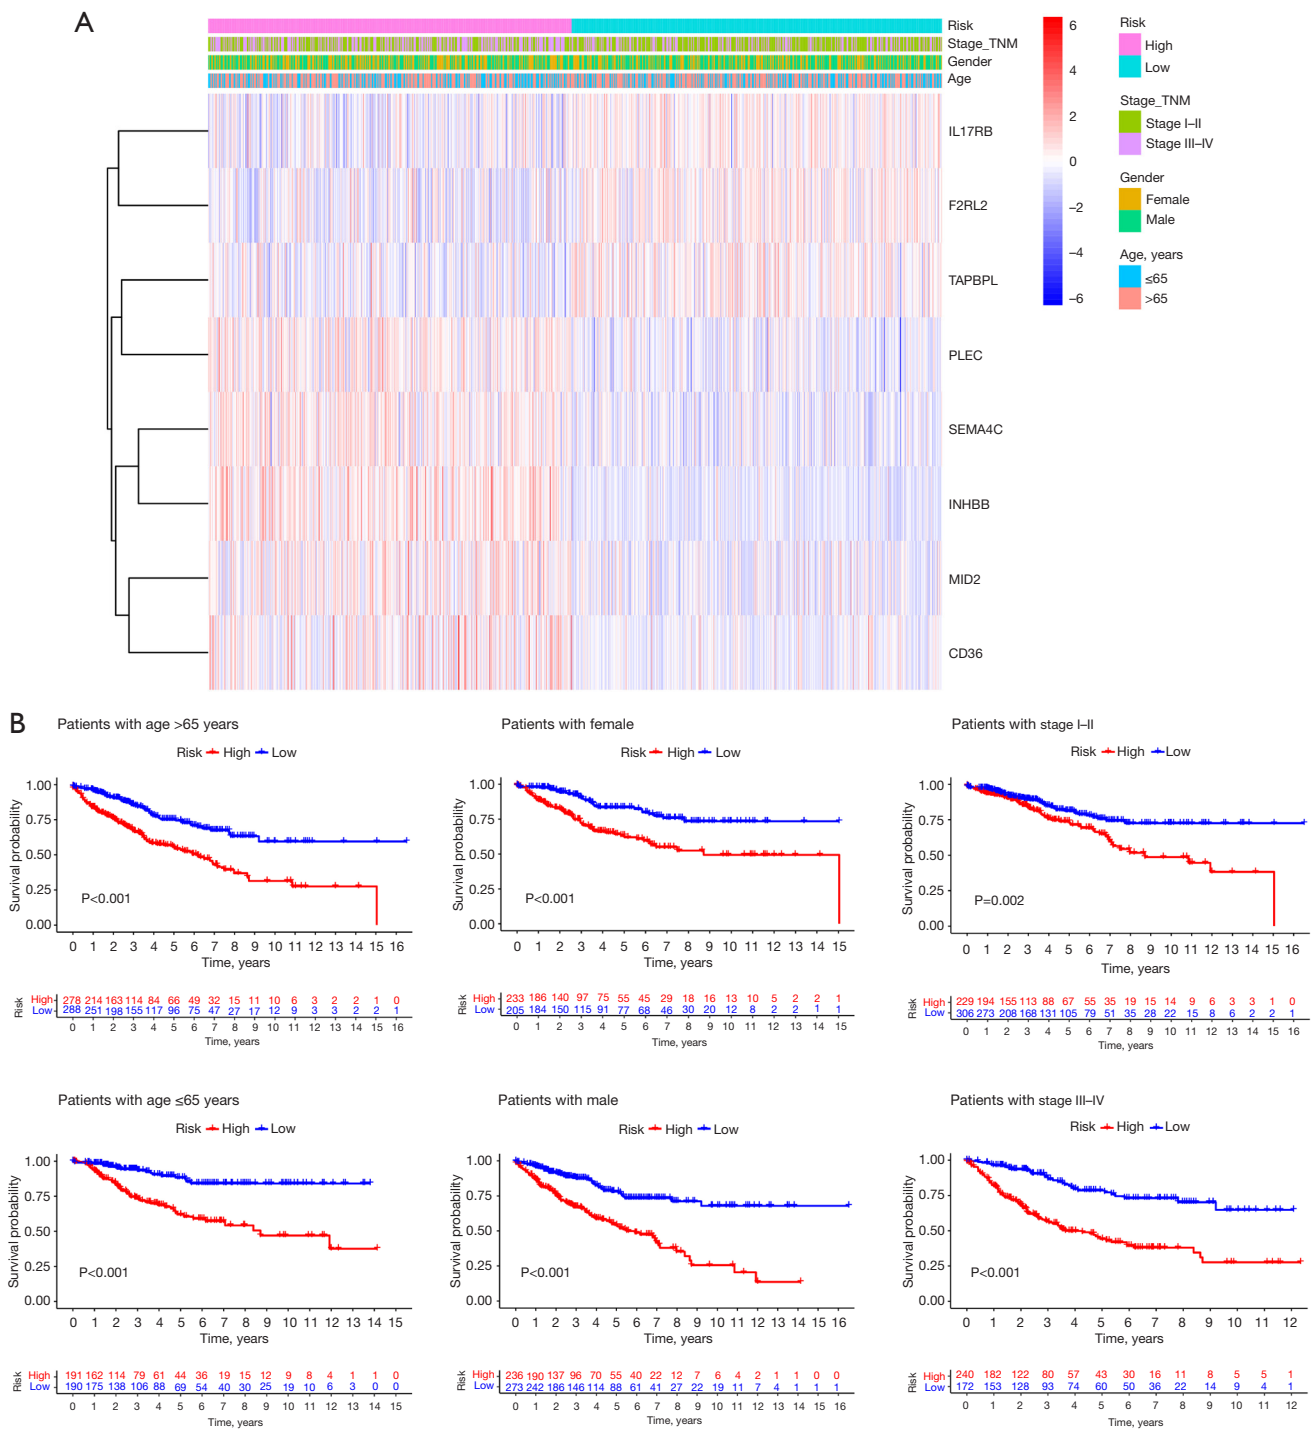 A
Risk
Stage_TNM
Gender
Age
IL17RB
F2RL2
TAPBPL
PLEC
SEMA4C
INHBB
MID2
CD36
6
4
2
0
−2
−4
−6
Risk
High
Low
Stage_TNM
Stage I–II
Stage III–IV
Gender
Female
Male
Age, years
≤65
>65
B
Patients with age >65 years
Risk High Low
Survival probability
1.00
0.75
0.50
0.25
0.00
P<0.001
0 1 2 3 4 5 6 7 8 9 10 11 12 13 14 15 16
Time, years
Risk
High 278 214 163 114 84 66 49 32 15 11 10 6 3 2 2 1 0
Low 288 251 198 155 117 96 75 47 27 17 12 9 3 3 2 2 1
0 1 2 3 4 5 6 7 8 9 10 11 12 13 14 15 16
Time, years
Patients with female
Risk High Low
Survival probability
1.00
0.75
0.50
0.25
0.00
P<0.001
0 1 2 3 4 5 6 7 8 9 10 11 12 13 14 15
Time, years
Risk
High 233 186 140 97 75 55 45 29 18 16 13 10 5 2 2 1
Low 205 184 150 115 91 77 68 46 30 20 12 8 2 2 1 1
0 1 2 3 4 5 6 7 8 9 10 11 12 13 14 15
Time, years
Patients with stage I–II
Risk High Low
Survival probability
1.00
0.75
0.50
0.25
0.00
P=0.002
0 1 2 3 4 5 6 7 8 9 10 11 12 13 14 15 16
Time, years
Risk
High 229 194 155 113 88 67 55 35 19 15 14 9 6 3 3 1 0
Low 306 273 208 168 131 105 79 51 35 28 22 15 8 6 2 2 1
0 1 2 3 4 5 6 7 8 9 10 11 12 13 14 15 16
Time, years
Patients with age ≤65 years
Risk High Low
Survival probability
1.00
0.75
0.50
0.25
0.00
P<0.001
0 1 2 3 4 5 6 7 8 9 10 11 12 13 14 15
Time, years
Risk
High 191 162 114 79 61 44 36 19 15 12 9 8 4 1 1 0
Low 190 175 138 106 88 69 54 40 30 25 19 10 6 3 0 0
0 1 2 3 4 5 6 7 8 9 10 11 12 13 14 15
Time, years
Patients with male
Risk High Low
Survival probability
1.00
0.75
0.50
0.25
0.00
P<0.001
0 1 2 3 4 5 6 7 8 9 10 11 12 13 14 15 16
Time, years
Risk
High 236 190 137 96 70 55 40 22 12 7 6 4 2 1 1 0 0
Low 273 242 186 146 114 88 61 41 27 22 19 11 7 4 1 1 1
0 1 2 3 4 5 6 7 8 9 10 11 12 13 14 15 16
Time, years
Patients with stage III–IV
Risk High Low
Survival probability
1.00
0.75
0.50
0.25
0.00
P<0.001
0 1 2 3 4 5 6 7 8 9 10 11 12
Time, years
Risk
High 240 182 122 80 57 43 30 16 11 8 5 5 1
Low 172 153 128 93 74 60 50 36 22 14 9 4 1
0 1 2 3 4 5 6 7 8 9 10 11 12
Time, years